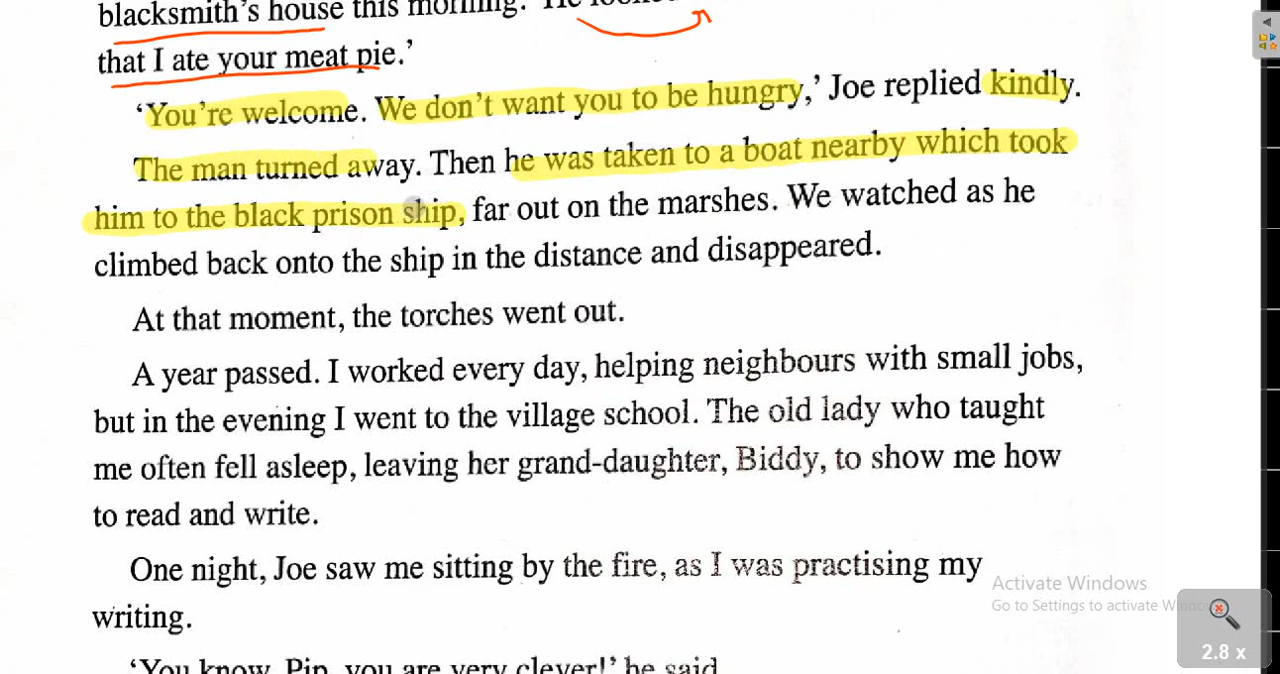 blacksmith's house this morning.' He looked
that I ate your meat pie.'
'You're welcome. We don't want you to be hungry,' Joe replied kindly.
The man turned away. Then he was taken to a boat nearby which took
him to the black prison ship, far out on the marshes. We watched as he
climbed back onto the ship in the distance and disappeared.
At that moment, the torches went out.
A year passed. I worked every day, helping neighbours with small jobs,
but in the evening I went to the village school. The old lady who taught
me often fell asleep, leaving her grand-daughter, Biddy, to show me how
to read and write.
One night, Joe saw me sitting by the fire, as I was practising my
writing.
Activate Windows
Go to Settings to activate Windows.
2.8 x
'You know, Pip, you are very clever!' he said